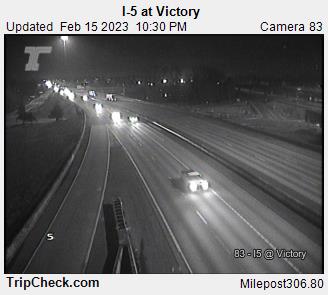 I-5 at Victory
Updated  Feb 15 2023  10:30 PM
Camera 83
T
S
83 - I5 @ Victory
TripCheck.com
Milepost306.80